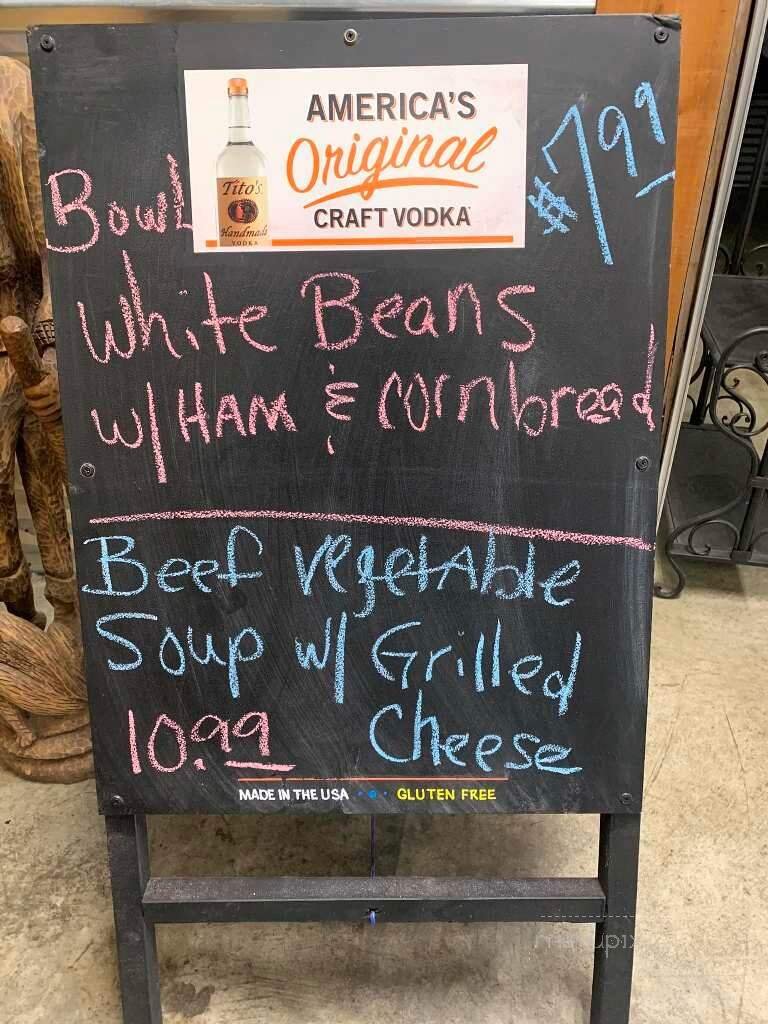 AMERICA'S
Original
CRAFT VODKA
Tito's
Handmade
VODKA
Bowl $7.99
White Beans
w/ HAM & cornbread
Beef vegetAble
Soup w/ Grilled
10.99 Cheese
MADE IN THE USA GLUTEN FREE